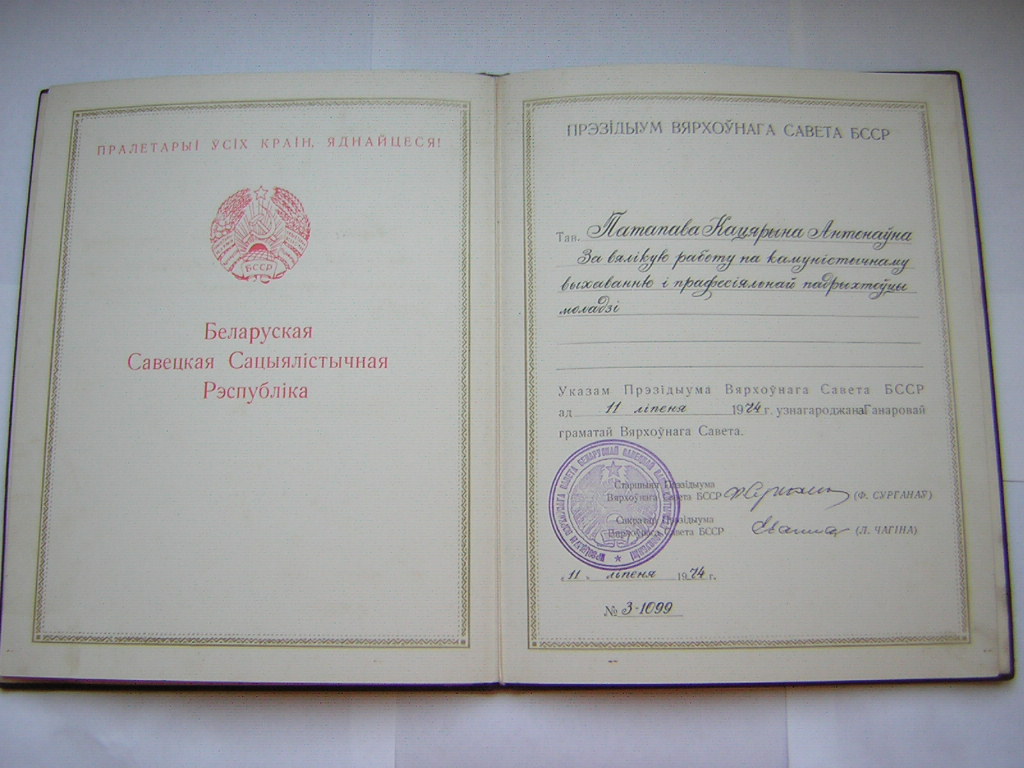 ПРАЛЕТАРЫІ УСІХ КРАІН, ЯДНАЙЦЕСЯ!
БССР
Беларуская
Савецкая Сацыялістычная
Рэспубліка
ПРЭЗІДЫУМ ВЯРХОЎНАГА САВЕТА БССР
Тав. Патапава Кацярына Антонаўна
За вялікую работу па камуністычнаму
выхаванню і прафесіяльнай падрыхтоўцы
моладзі
Указам Прэзідыума Вярхоўнага Савета БССР
ад 11 ліпеня 1974 г. узнагароджана Ганаровай
граматай Вярхоўнага Савета.
Старшыня Прэзідыума
Вярхоўнага Савета БССР (Ф. СУРГАНАЎ)
Сакратар Прэзідыума
Вярхоўнага Савета БССР (Л. ЧАГІНА)
„11" ліпеня 1974 г.
№ 3-1099